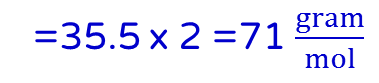 =35.5 x 2 =71 gram/mol